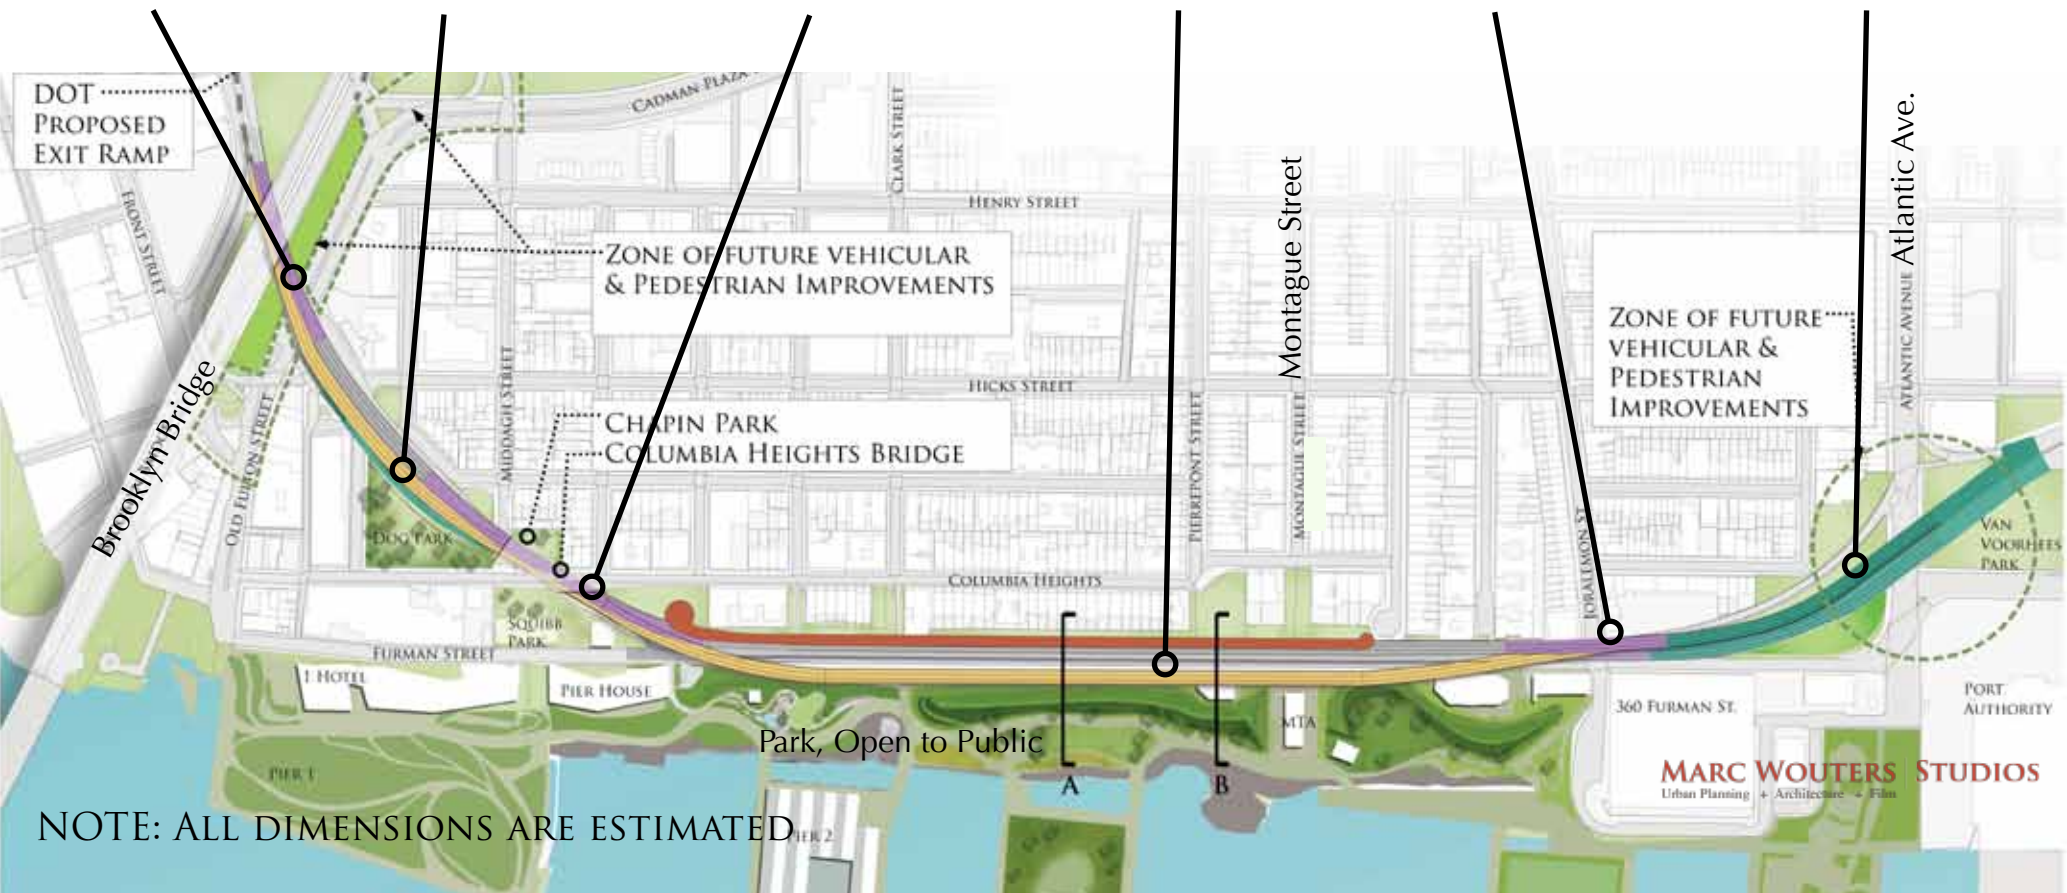 DOT
PROPOSED
EXIT RAMP
CADMAN PLAZA
CLARK STREET
FRONT STREET
HENRY STREET
Montague Street
Atlantic Ave.
ZONE OF FUTURE VEHICULAR
& PEDESTRIAN IMPROVEMENTS
ATLANTIC AVENUE
ZONE OF FUTURE
VEHICULAR &
PEDESTRIAN
IMPROVEMENTS
Brooklyn Bridge
OLD FULTON STREET
MIDDAGH STREET
HICKS STREET
CHAPIN PARK
COLUMBIA HEIGHTS BRIDGE
PIERREPONT STREET
MONTAGUE STREET
JORALEMON ST.
DOG PARK
VAN
VOORHEES
PARK
COLUMBIA HEIGHTS
SQUIBB
PARK
FURMAN STREET
1 HOTEL
PIER HOUSE
MTA
360 FURMAN ST.
PORT
AUTHORITY
Park, Open to Public
PIER 1
A
B
MARC WOUTERS STUDIOS
Urban Planning + Architecture + Film
NOTE: ALL DIMENSIONS ARE ESTIMATED
PIER 2